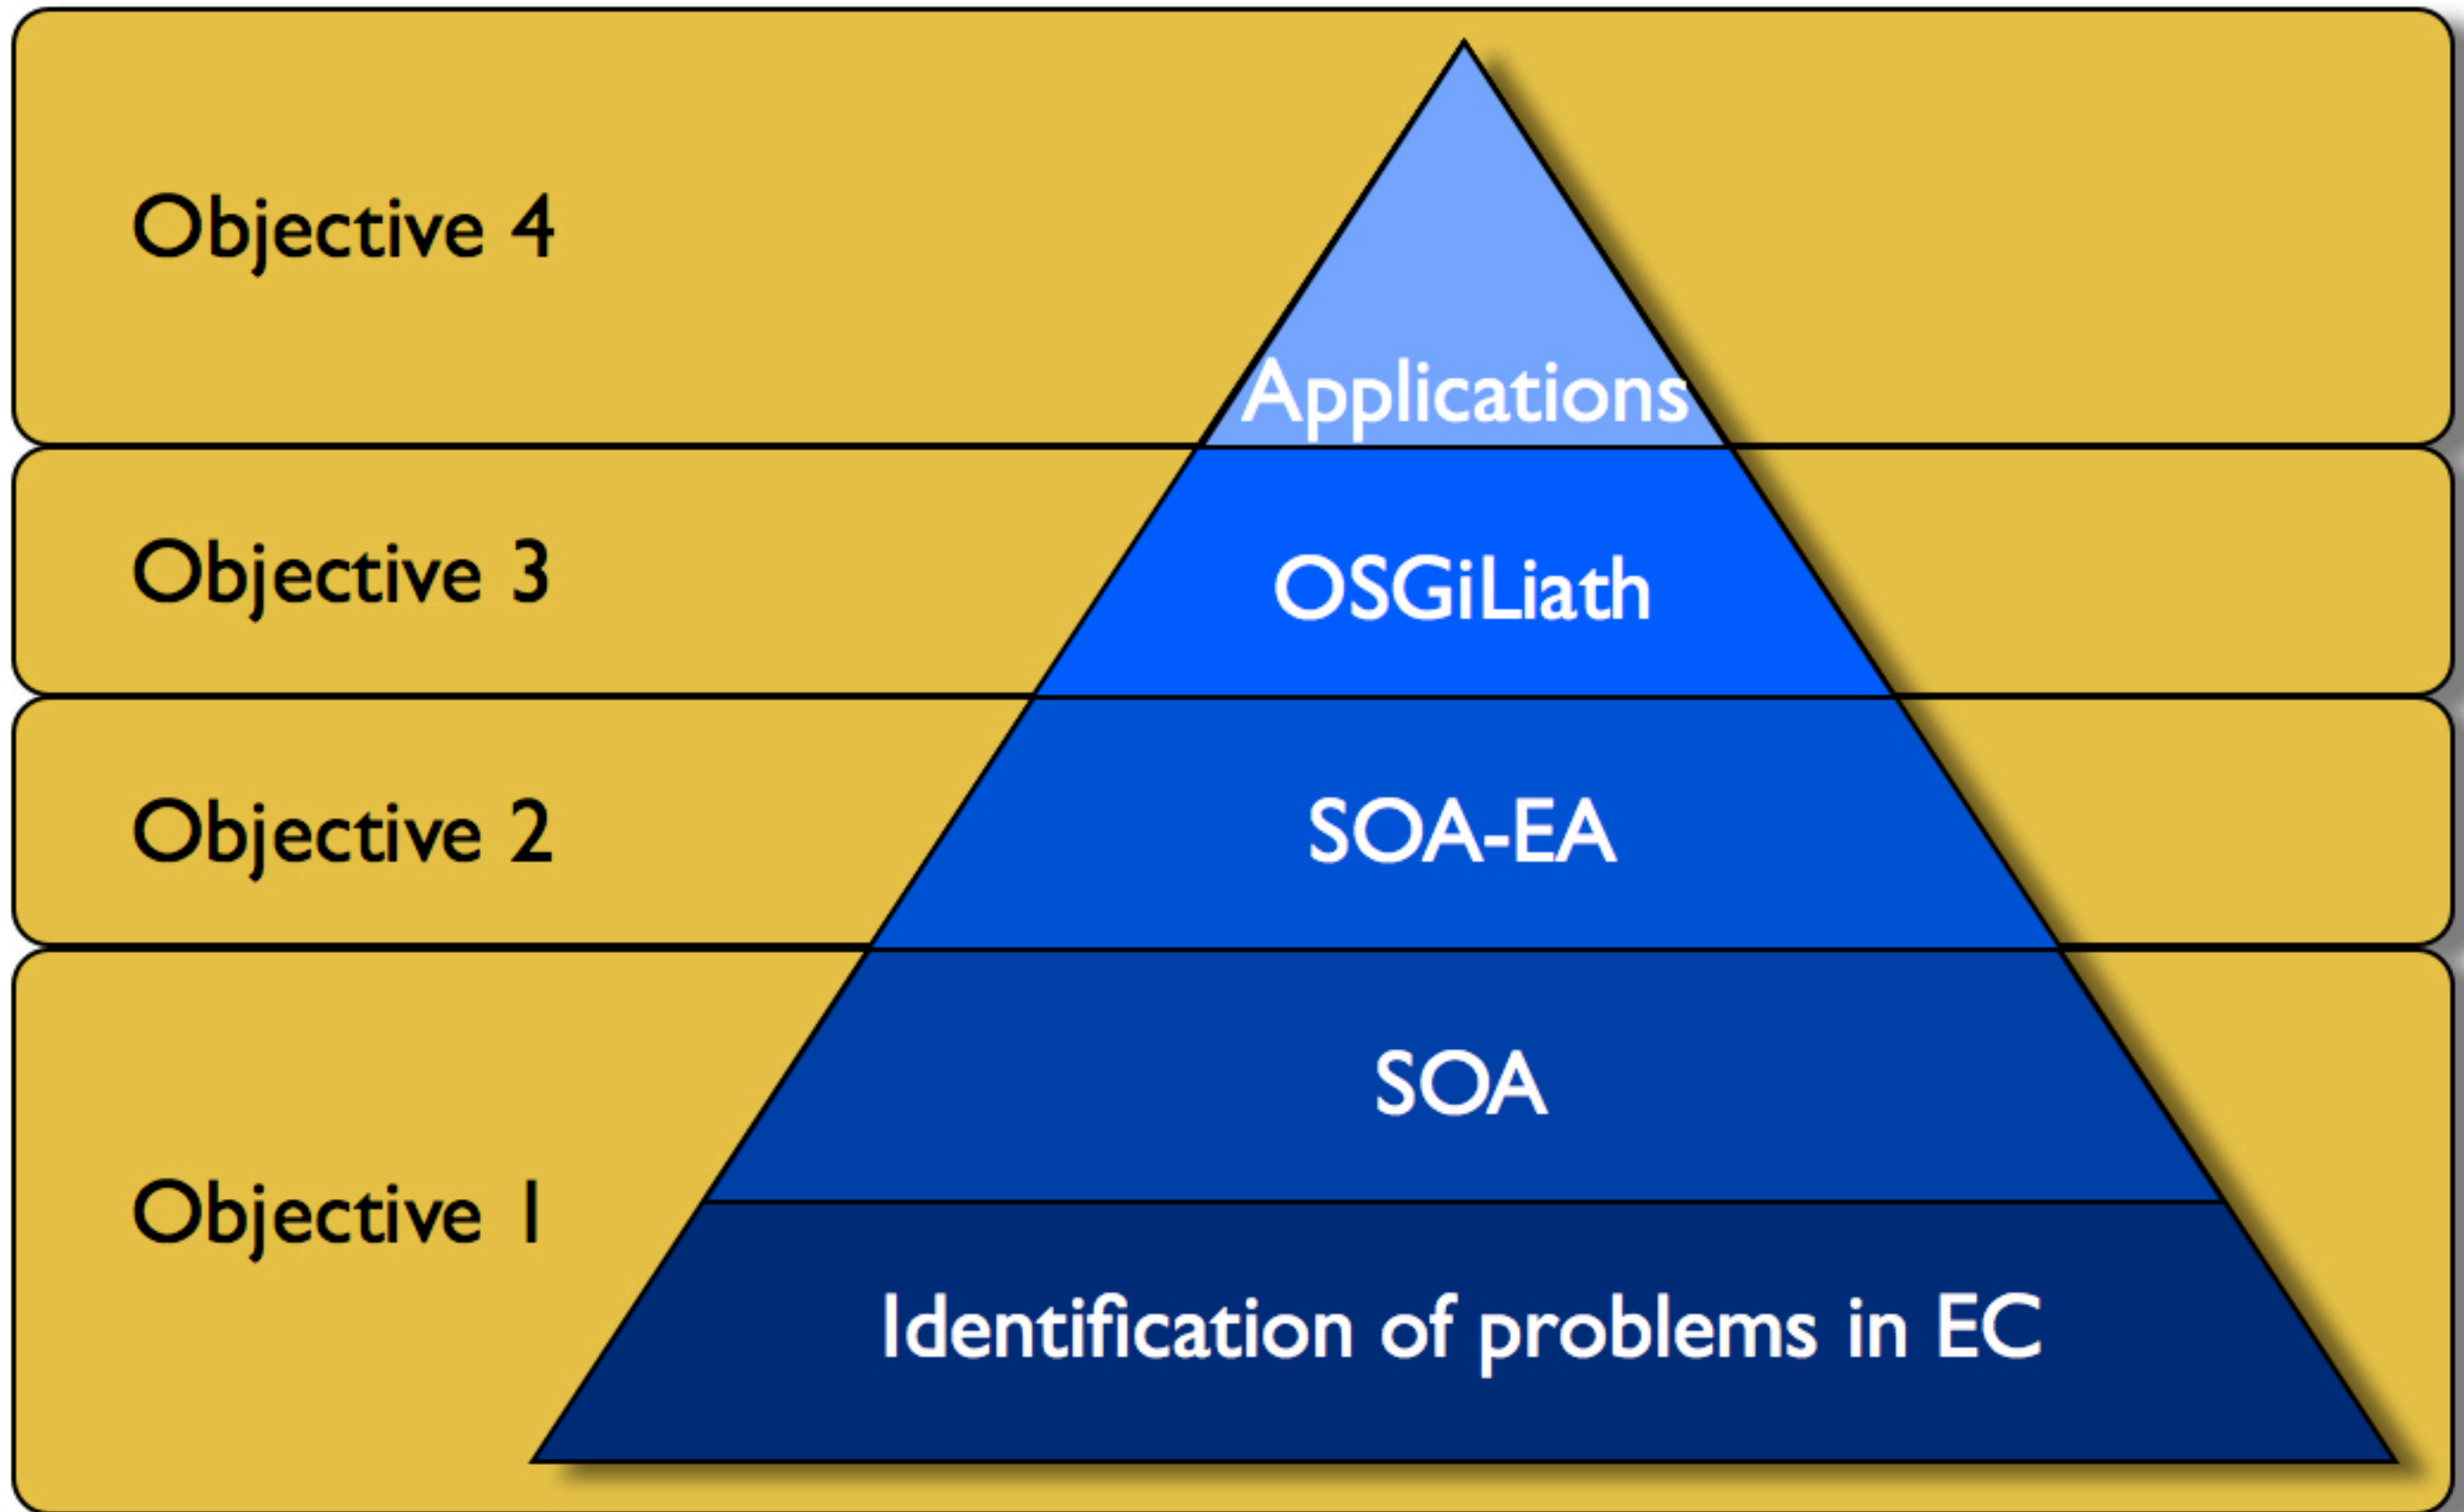 Objective 4
Applications
Objective 3
OSGiLiath
Objective 2
SOA-EA
SOA
Objective 1
Identification of problems in EC